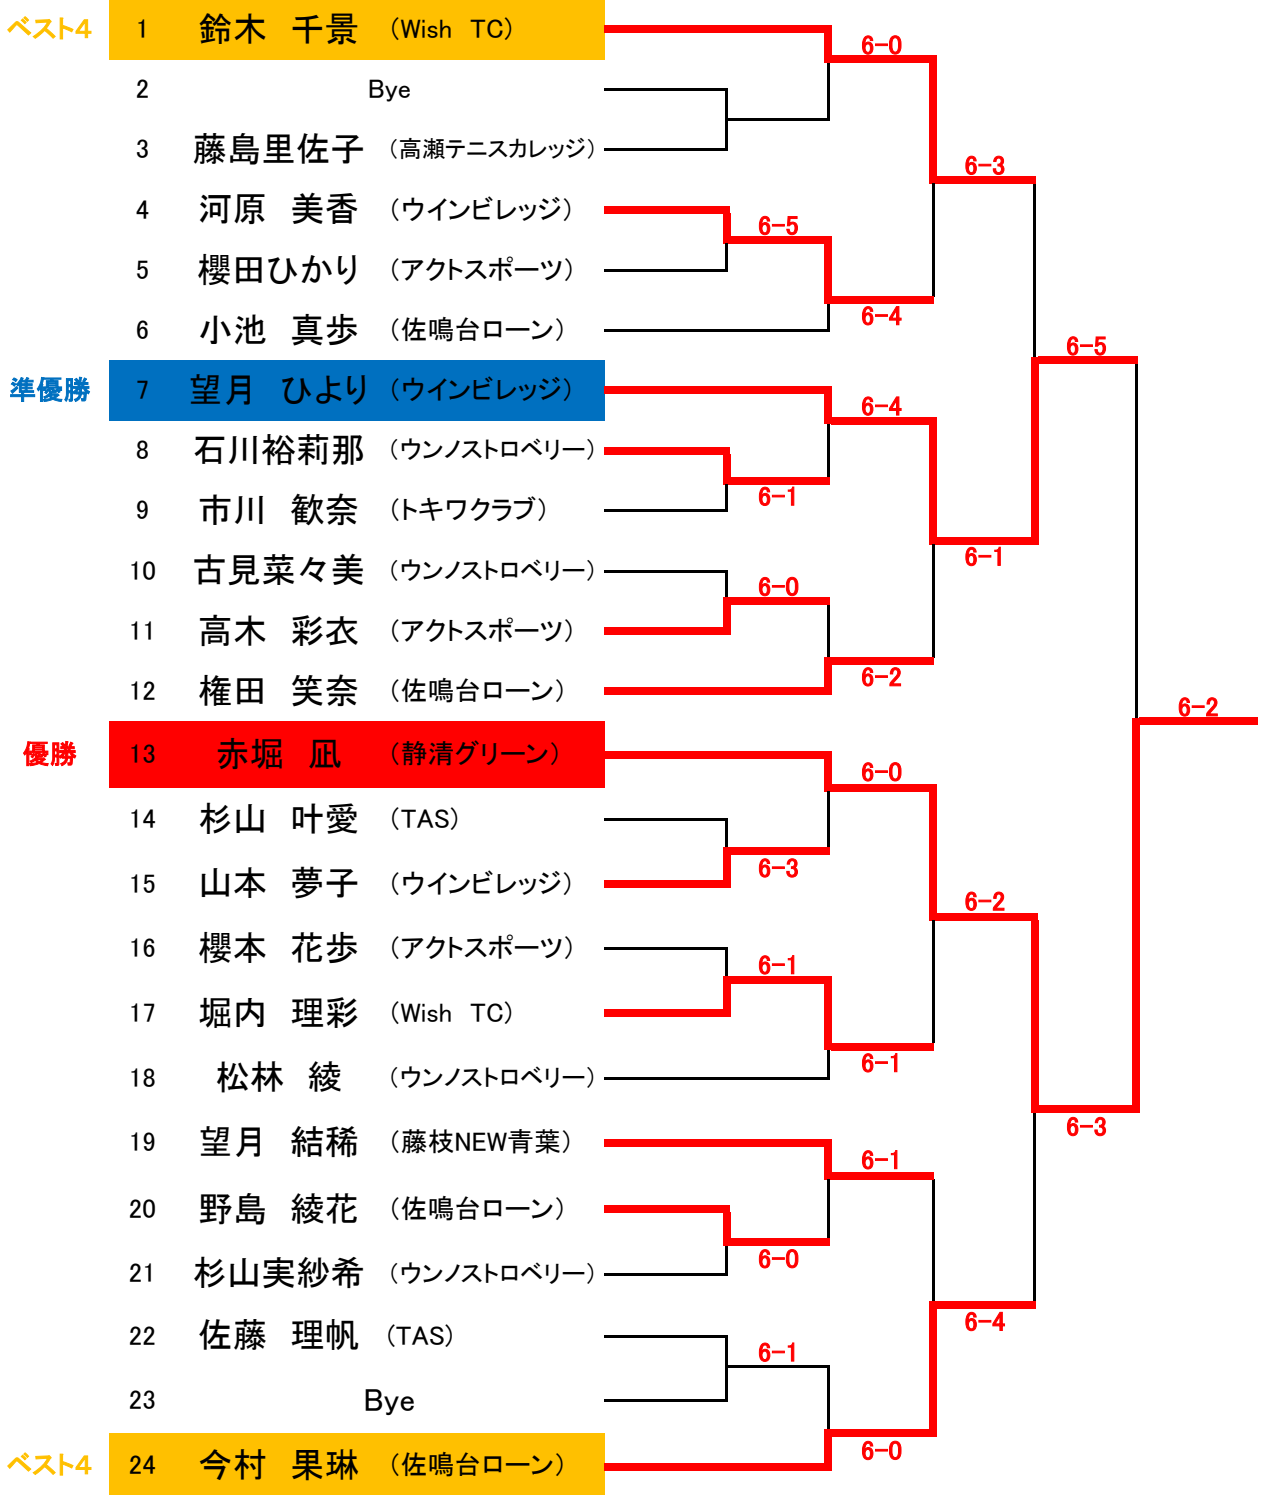 ベスト4 1 鈴木 千景 (Wish TC)
6-0
2 Bye
3 藤島里佐子 (高瀬テニスカレッジ)
6-3
4 河原 美香 (ウインビレッジ)
6-5
5 櫻田ひかり (アクトスポーツ)
6-4
6 小池 真歩 (佐鳴台ローン)
6-5
準優勝 7 望月 ひより (ウインビレッジ)
6-4
8 石川裕莉那 (ウンノストロベリー)
6-1
9 市川 歓奈 (トキワクラブ)
6-1
10 古見菜々美 (ウンノストロベリー)
6-0
11 高木 彩衣 (アクトスポーツ)
6-2
12 権田 笑奈 (佐鳴台ローン)
6-2
優勝 13 赤堀 凪 (静清グリーン)
6-0
14 杉山 叶愛 (TAS)
6-3
15 山本 夢子 (ウインビレッジ)
6-2
16 櫻本 花歩 (アクトスポーツ)
6-1
17 堀内 理彩 (Wish TC)
6-1
18 松林 綾 (ウンノストロベリー)
6-3
19 望月 結稀 (藤枝NEW青葉)
6-1
20 野島 綾花 (佐鳴台ローン)
6-0
21 杉山実紗希 (ウンノストロベリー)
6-4
22 佐藤 理帆 (TAS)
6-1
23 Bye
6-0
ベスト4 24 今村 果琳 (佐鳴台ローン)